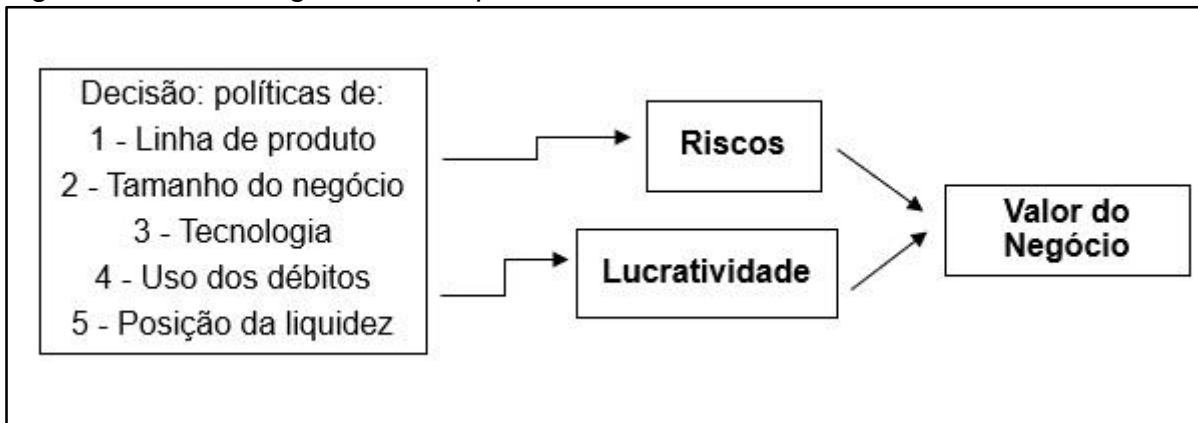 Decisão: políticas de:
1 - Linha de produto
2 - Tamanho do negócio
3 - Tecnologia
4 - Uso dos débitos
5 - Posição da liquidez
Riscos
Lucratividade
Valor do
Negócio